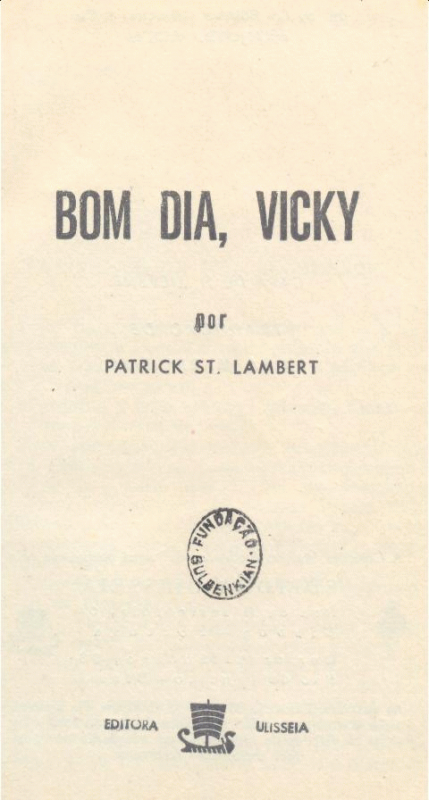 BOM DIA, VICKY
por
PATRICK ST. LAMBERT
FUNDAÇÃO
GULBENKIAN
EDITORA ULISSEIA